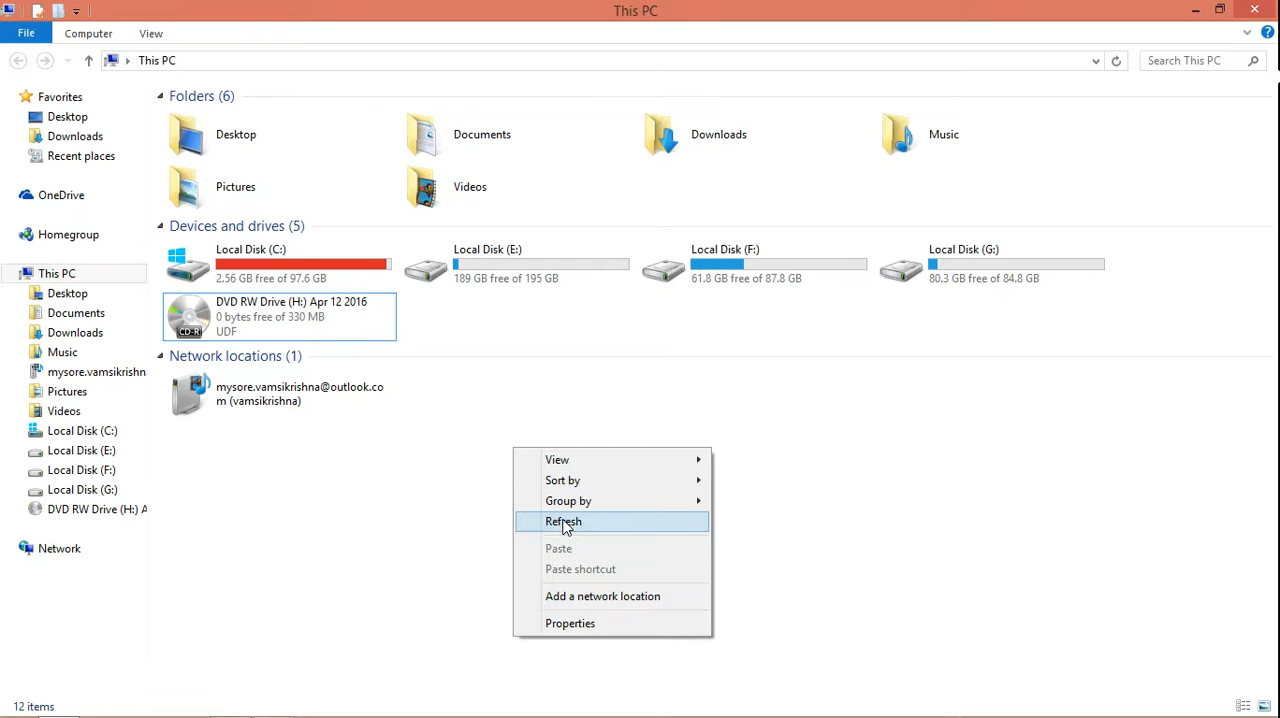 This PC
File
Computer
View
This PC
Search This PC
Favorites
Desktop
Downloads
Recent places
OneDrive
Homegroup
This PC
Desktop
Documents
Downloads
Music
mysore.vamsikrishn
Pictures
Videos
Local Disk (C:)
Local Disk (E:)
Local Disk (F:)
Local Disk (G:)
DVD RW Drive (H:) A
Network
Folders (6)
Desktop
Documents
Downloads
Music
Pictures
Videos
Devices and drives (5)
Local Disk (C:)
2.56 GB free of 97.6 GB
Local Disk (E:)
189 GB free of 195 GB
Local Disk (F:)
61.8 GB free of 87.8 GB
Local Disk (G:)
80.3 GB free of 84.8 GB
DVD RW Drive (H:) Apr 12 2016
0 bytes free of 330 MB
UDF
CD-R
Network locations (1)
mysore.vamsikrishna@outlook.co
m (vamsikrishna)
View
Sort by
Group by
Refresh
Paste
Paste shortcut
Add a network location
Properties
12 items